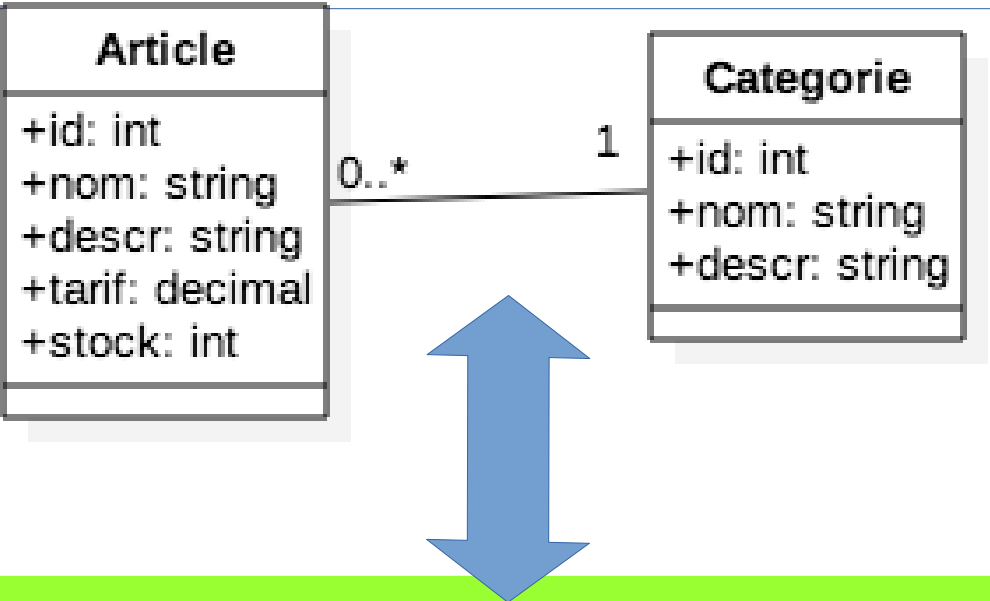 Article
+id: int
+nom: string
+descr: string
+tarif: decimal
+stock: int
0..*
1
Categorie
+id: int
+nom: string
+descr: string